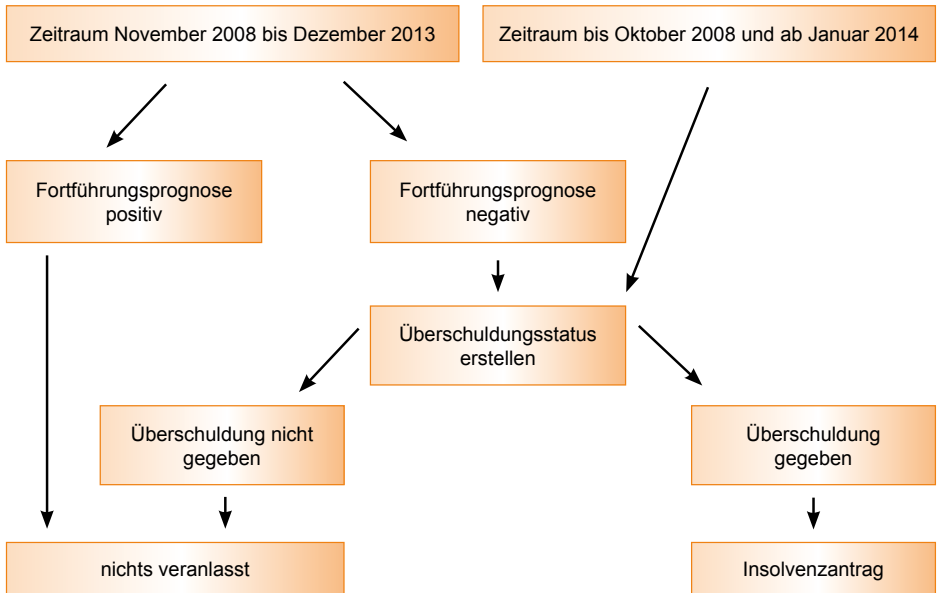 Zeitraum November 2008 bis Dezember 2013
Zeitraum bis Oktober 2008 und ab Januar 2014
Fortführungsprognose
positiv
Fortführungsprognose
negativ
Überschuldungsstatus
erstellen
Überschuldung nicht
gegeben
Überschuldung
gegeben
nichts veranlasst
Insolvenzantrag